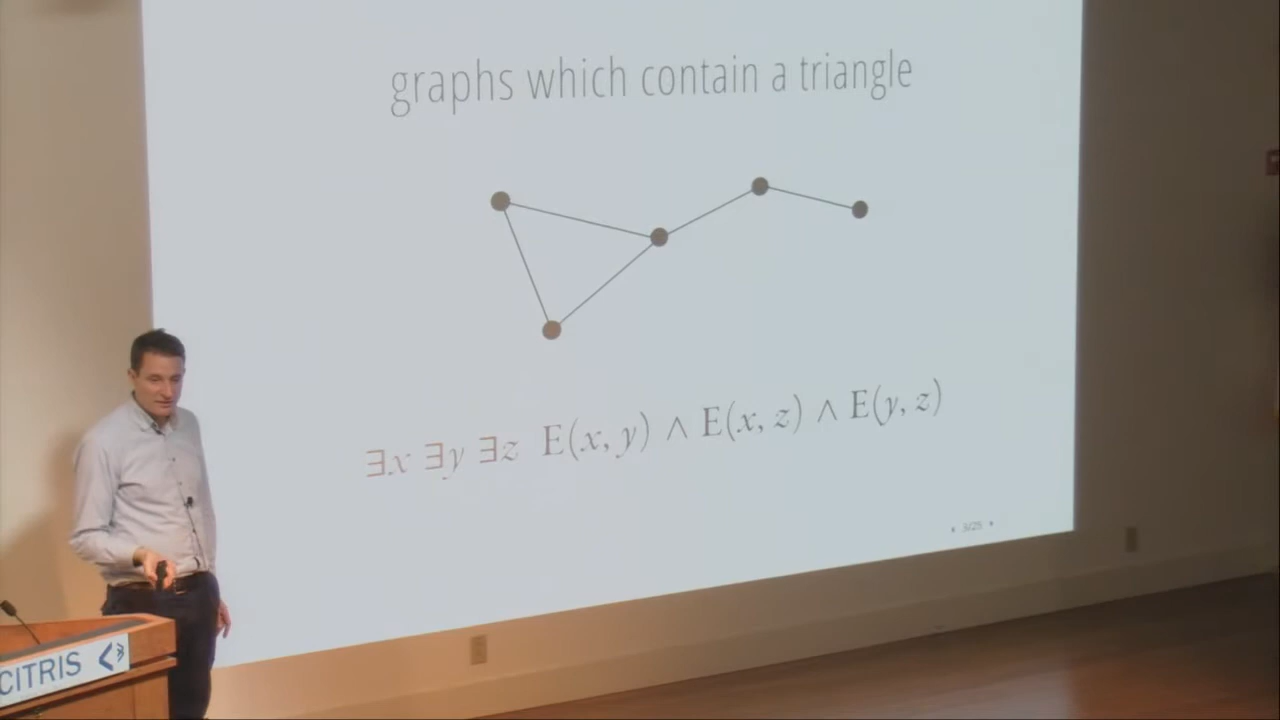 graphs which contain a triangle
∃x ∃y ∃z E(x, y) ∧ E(x, z) ∧ E(y, z)
CITRIS